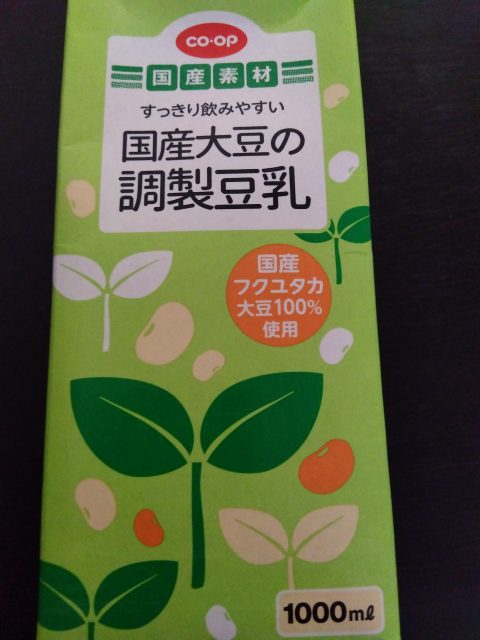 co·op
国産素材
すっきり飲みやすい
国産大豆の
調製豆乳
国産
フクユタカ
大豆100%
使用
1000mℓ